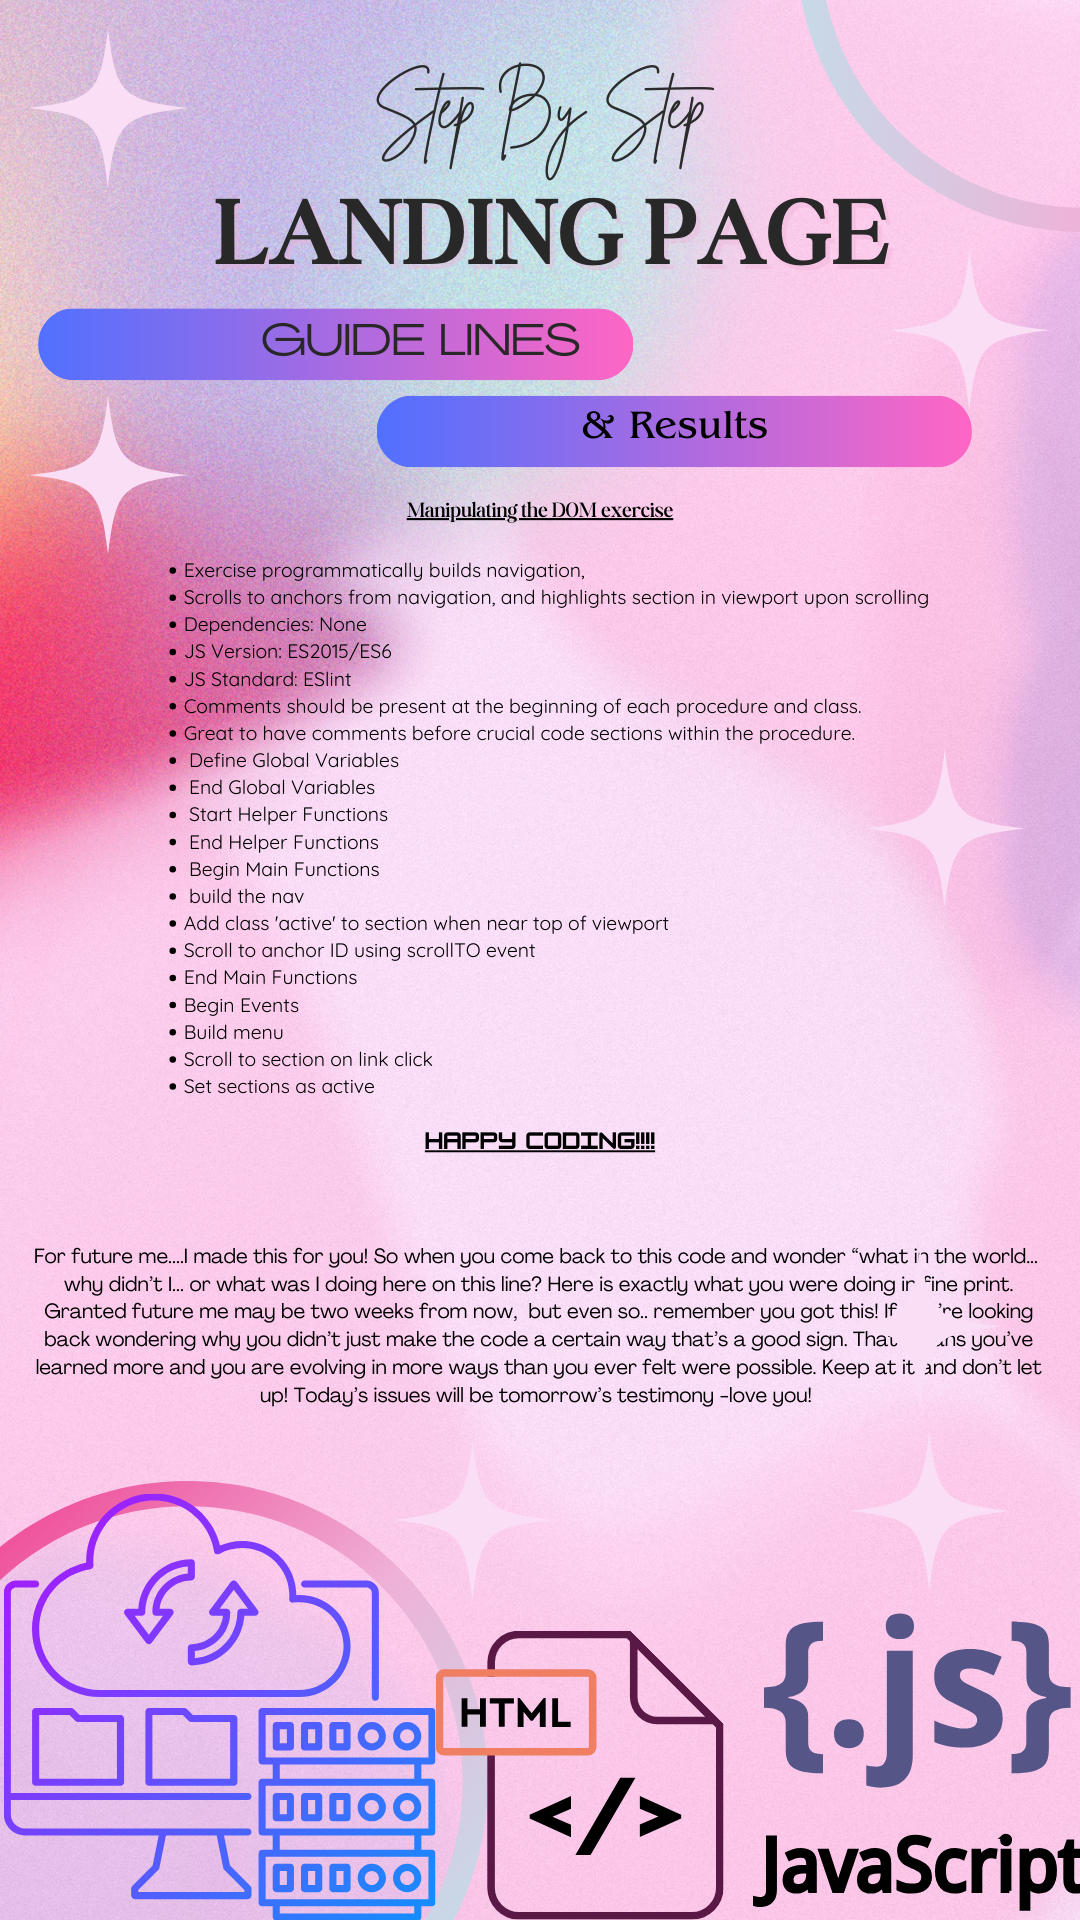 Step By Step
LANDING PAGE
GUIDE LINES
& Results
Manipulating the DOM exercise
• Exercise programmatically builds navigation,
• Scrolls to anchors from navigation, and highlights section in viewport upon scrolling
• Dependencies: None
• JS Version: ES2015/ES6
• JS Standard: ESlint
• Comments should be present at the beginning of each procedure and class.
• Great to have comments before crucial code sections within the procedure.
• Define Global Variables
• End Global Variables
• Start Helper Functions
• End Helper Functions
• Begin Main Functions
• build the nav
• Add class 'active' to section when near top of viewport
• Scroll to anchor ID using scrollTO event
• End Main Functions
• Begin Events
• Build menu
• Scroll to section on link click
• Set sections as active
HAPPY CODING!!!!
For future me....I made this for you! So when you come back to this code and wonder “what in the world...
why didn’t I... or what was I doing here on this line? Here is exactly what you were doing in fine print.
Granted future me may be two weeks from now, but even so.. remember you got this! If ’re looking
back wondering why you didn’t just make the code a certain way that’s a good sign. That you’ve
learned more and you are evolving in more ways than you ever felt were possible. Keep at it and don’t let
up! Today’s issues will be tomorrow’s testimony -love you!
HTML
</>
{.js}
JavaScript